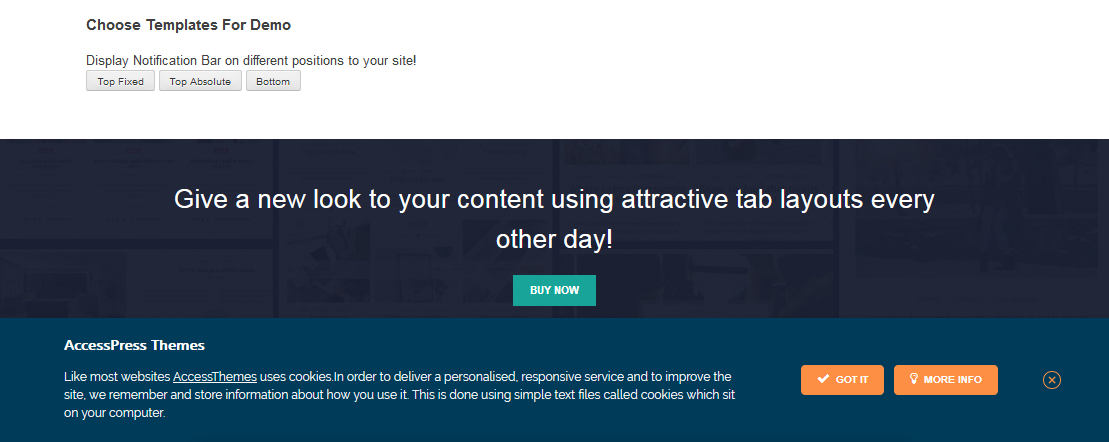 Choose Templates For Demo
Display Notification Bar on different positions to your site!
Top Fixed Top Absolute Bottom
Give a new look to your content using attractive tab layouts every
other day!
BUY NOW
AccessPress Themes
Like most websites AccessThemes uses cookies.In order to deliver a personalised, responsive service and to improve the
site, we remember and store information about how you use it. This is done using simple text files called cookies which sit
on your computer.
GOT IT MORE INFO